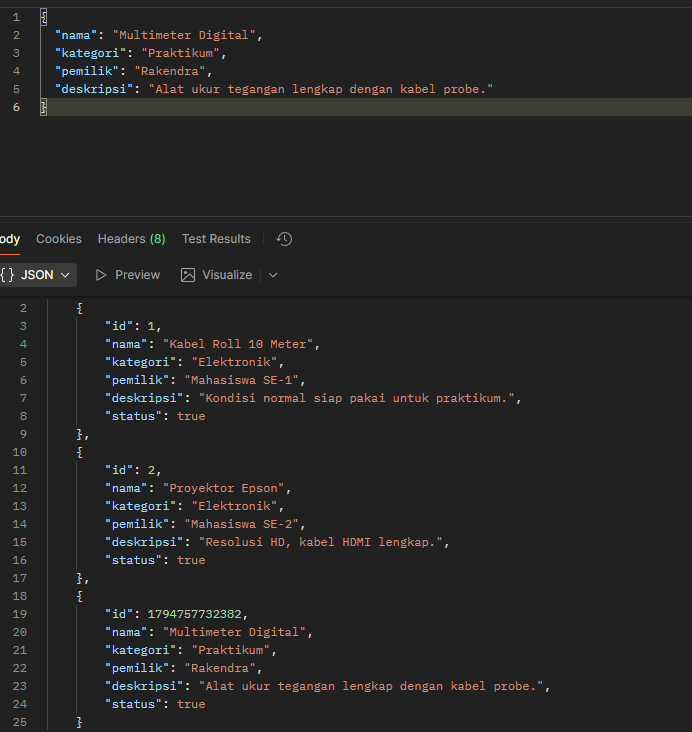 1 {
2 "nama": "Multimeter Digital",
3 "kategori": "Praktikum",
4 "pemilik": "Rakendra",
5 "deskripsi": "Alat ukur tegangan lengkap dengan kabel probe."
6 }
ody Cookies Headers (8) Test Results
{} JSON Preview Visualize
2 {
3 "id": 1,
4 "nama": "Kabel Roll 10 Meter",
5 "kategori": "Elektronik",
6 "pemilik": "Mahasiswa SE-1",
7 "deskripsi": "Kondisi normal siap pakai untuk praktikum.",
8 "status": true
9 },
10 {
11 "id": 2,
12 "nama": "Proyektor Epson",
13 "kategori": "Elektronik",
14 "pemilik": "Mahasiswa SE-2",
15 "deskripsi": "Resolusi HD, kabel HDMI lengkap.",
16 "status": true
17 },
18 {
19 "id": 1794757732382,
20 "nama": "Multimeter Digital",
21 "kategori": "Praktikum",
22 "pemilik": "Rakendra",
23 "deskripsi": "Alat ukur tegangan lengkap dengan kabel probe.",
24 "status": true
25 }